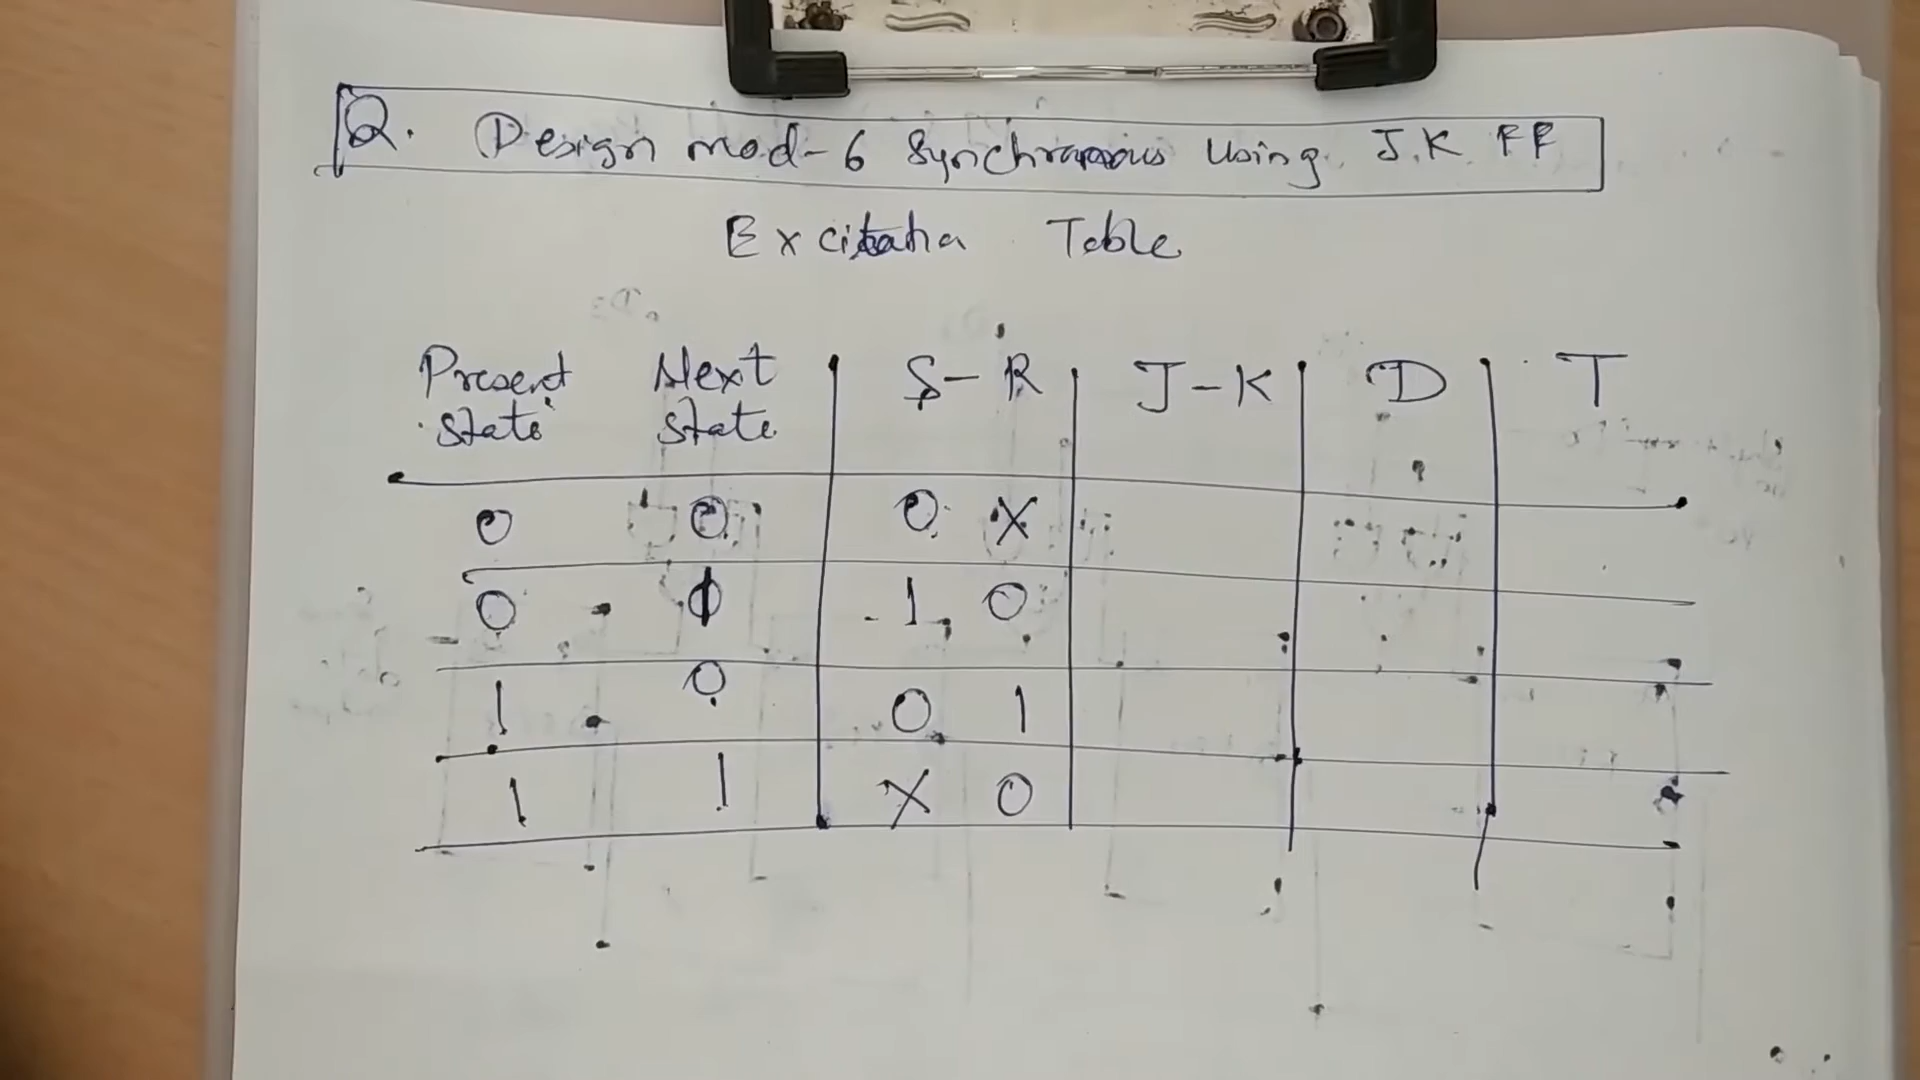 Q. Design mod-6 Synchronous Using J.K FF
Excitation Table
Present state Next state S-R J-K D T
0 0 0 X
0 1 1 0
1 0 0 1
1 1 X 0